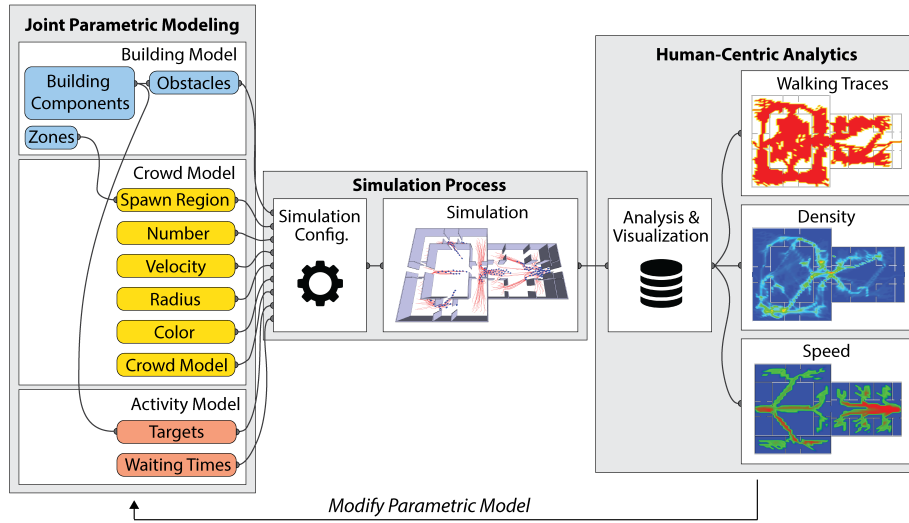 Joint Parametric Modeling
Building Model
Building
Components
Obstacles
Zones
Crowd Model
Spawn Region
Number
Velocity
Radius
Color
Crowd Model
Activity Model
Targets
Waiting Times
Simulation Process
Simulation
Config.
Simulation
Human-Centric Analytics
Analysis &
Visualization
Walking Traces
Density
Speed
Modify Parametric Model